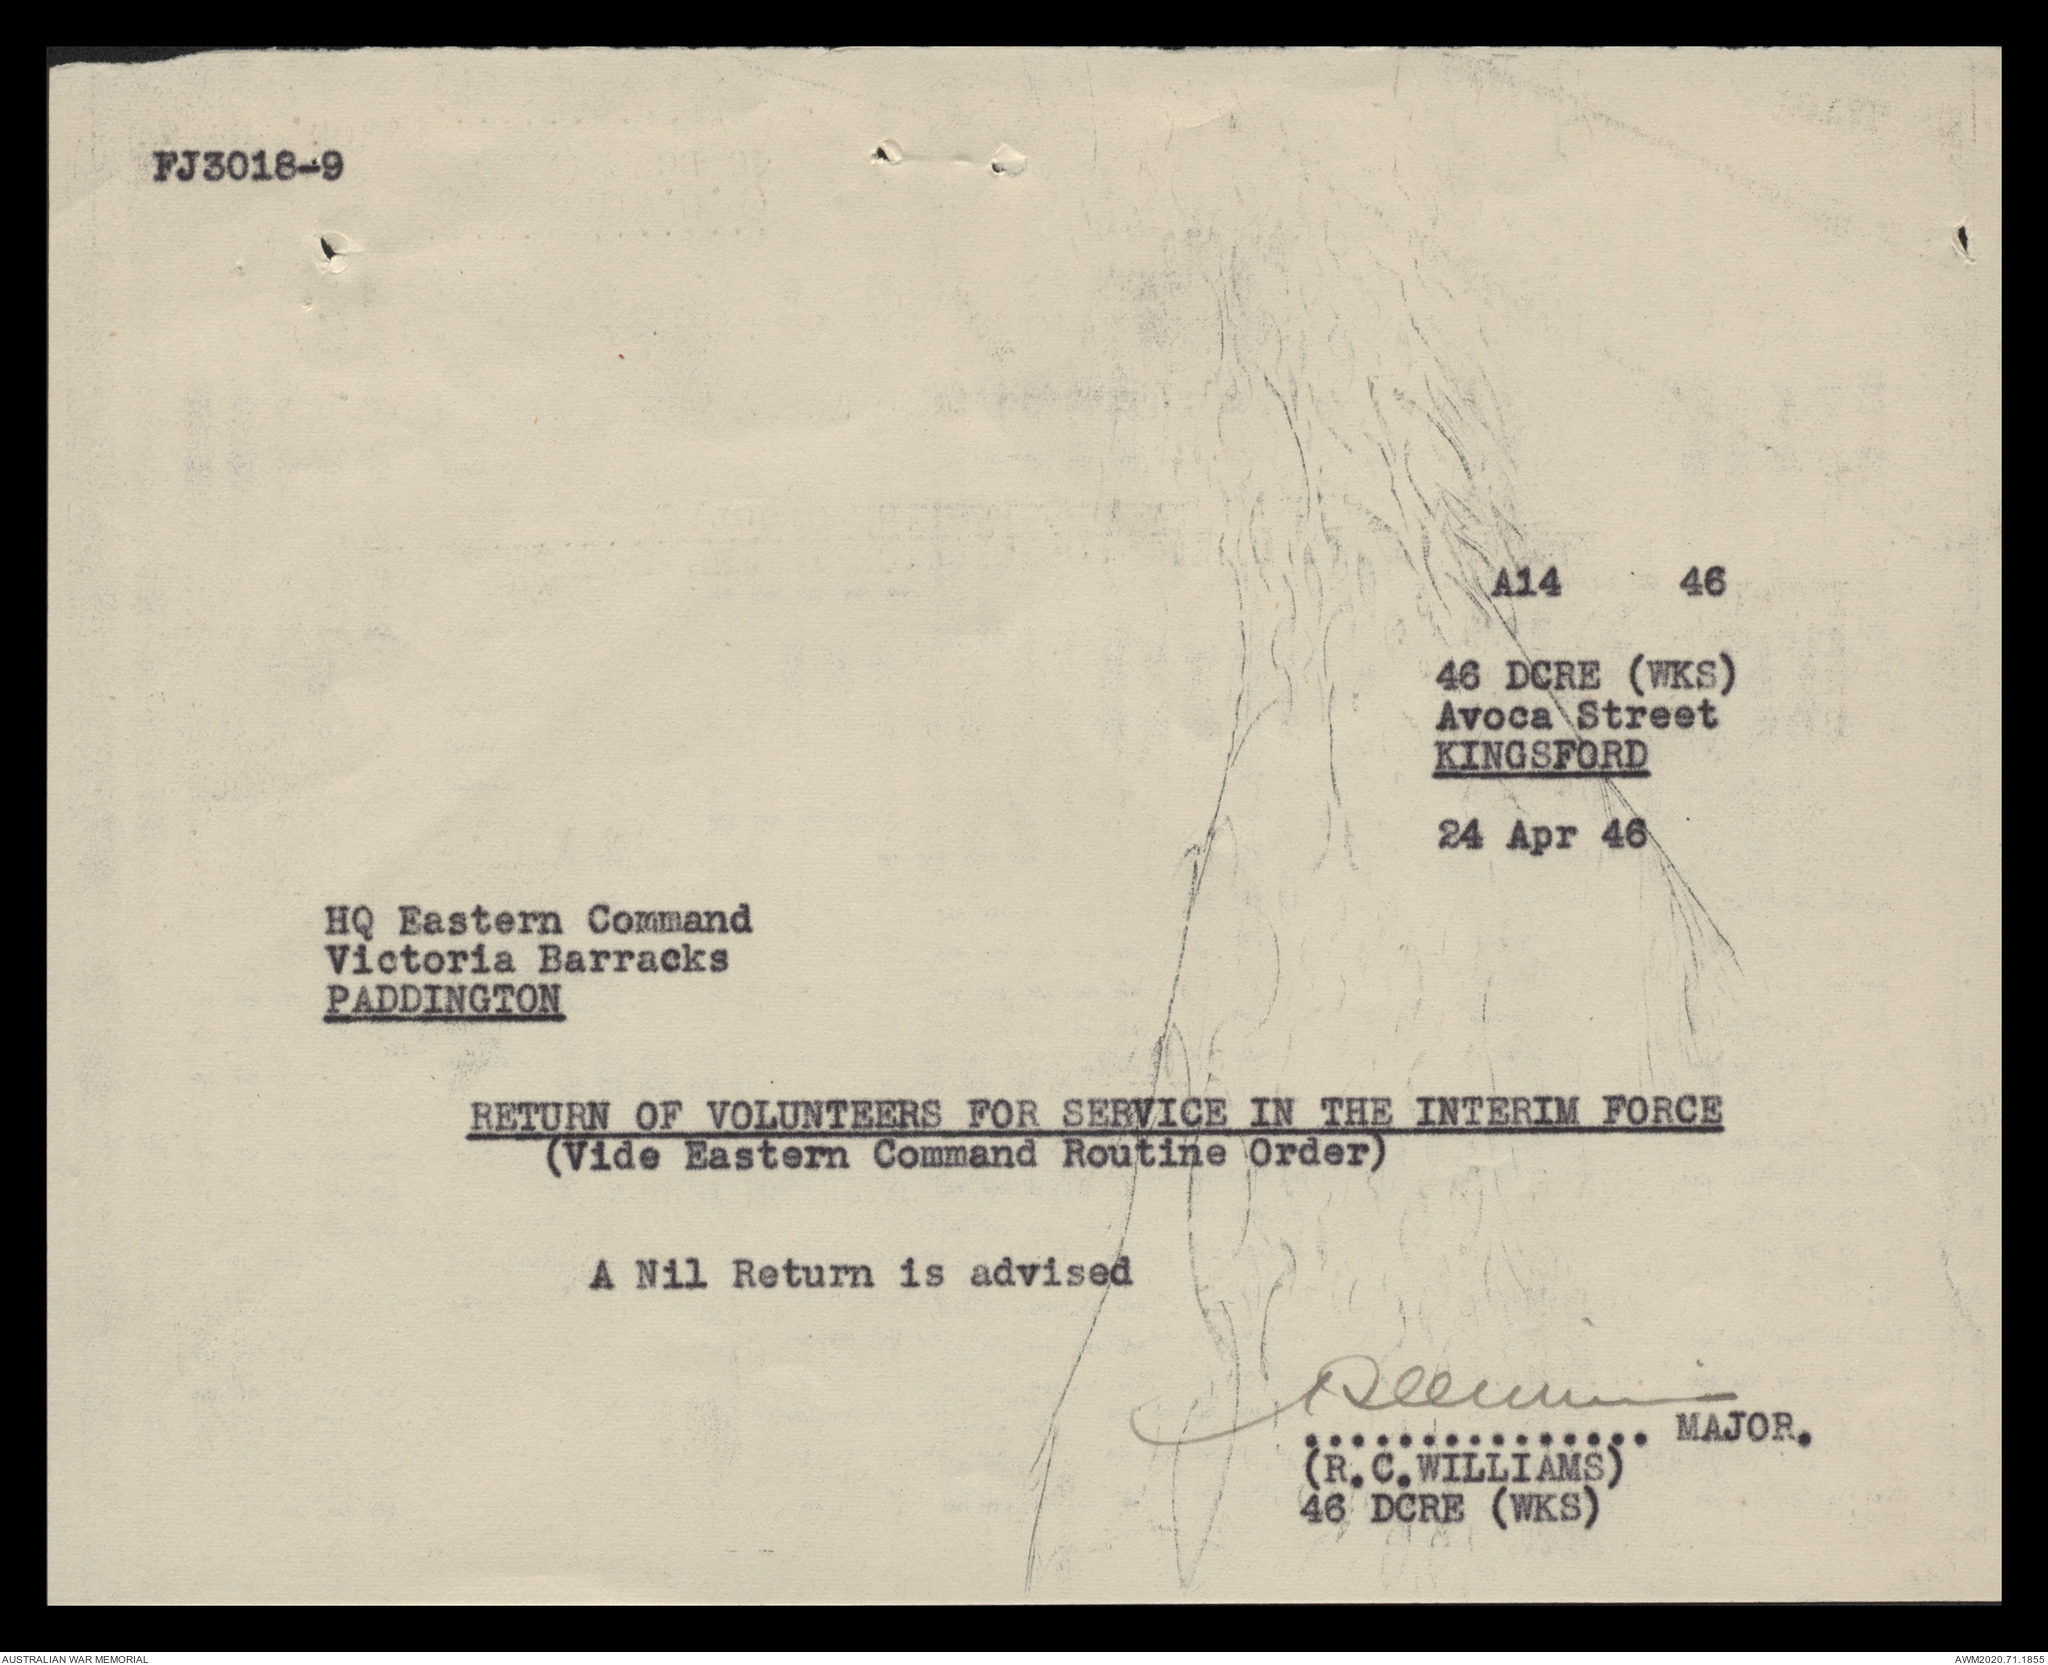 FJ3018-9
A14 46
46 DCRE (WKS)
Avoca Street
KINGSFORD
24 Apr 46
HQ Eastern Command
Victoria Barracks
PADDINGTON
RETURN OF VOLUNTEERS FOR SERVICE IN THE INTERIM FORCE
(Vide Eastern Command Routine Order)
A Nil Return is advised
............... MAJOR.
(R.C.WILLIAMS)
46 DCRE (WKS)
AUSTRALIAN WAR MEMORIAL
AWM2020.71.1855